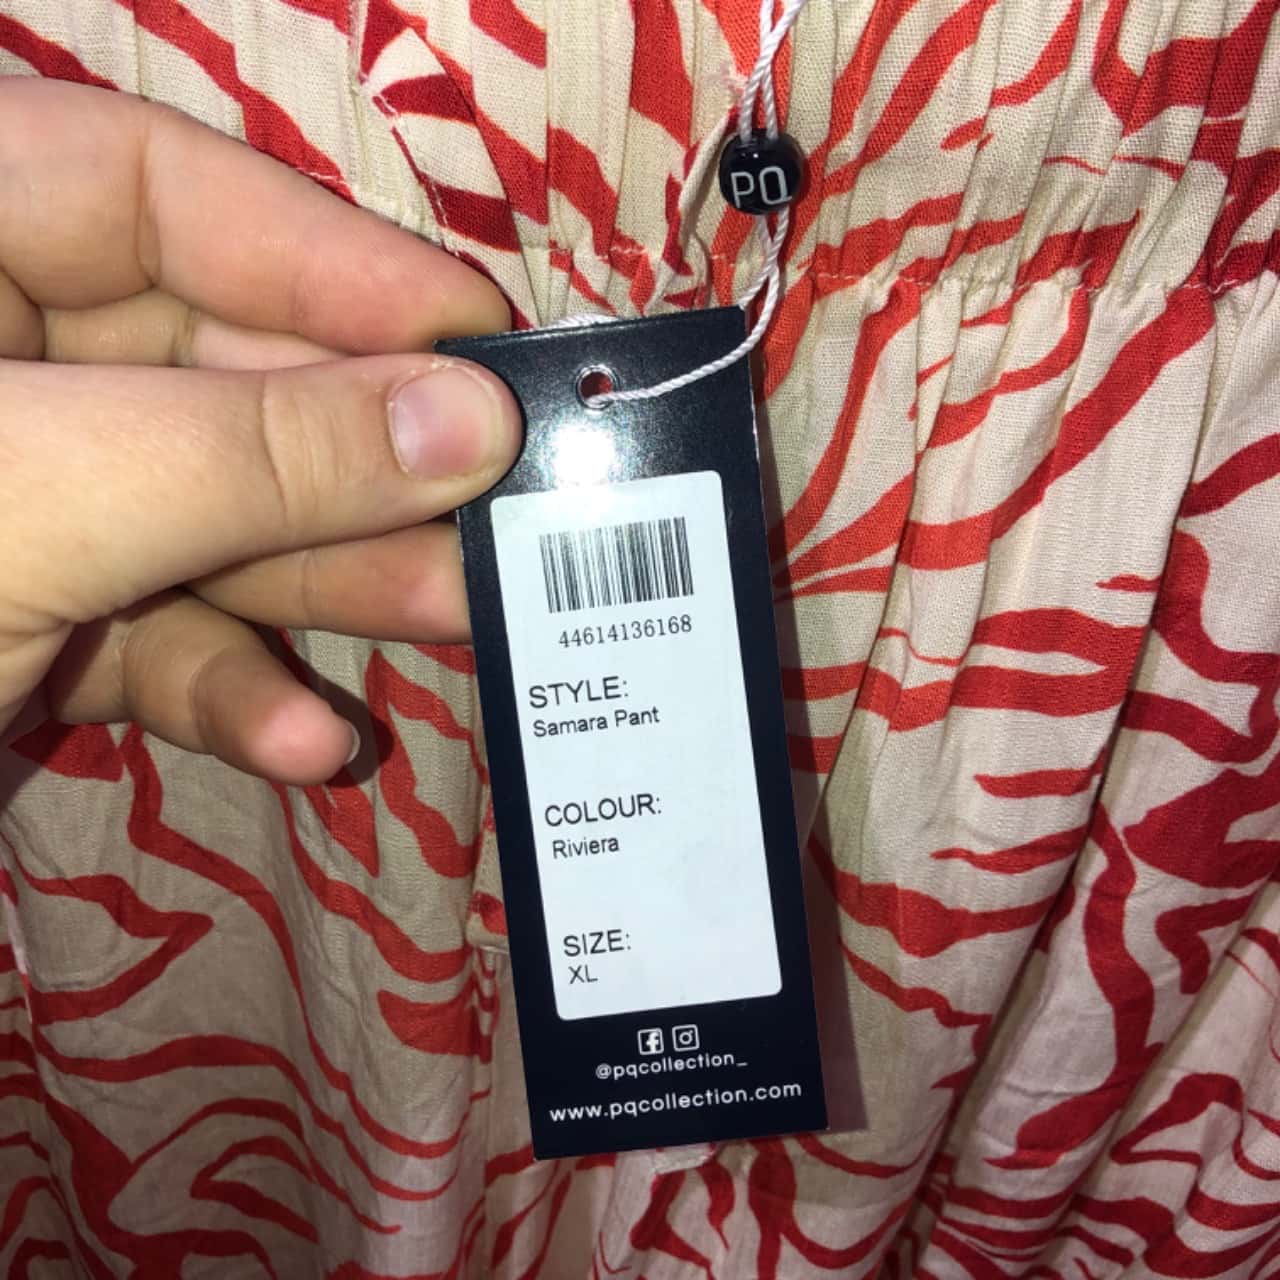 PQ
44614136168
STYLE:
Samara Pant
COLOUR:
Riviera
SIZE:
XL
@pqcollection_
www.pqcollection.com